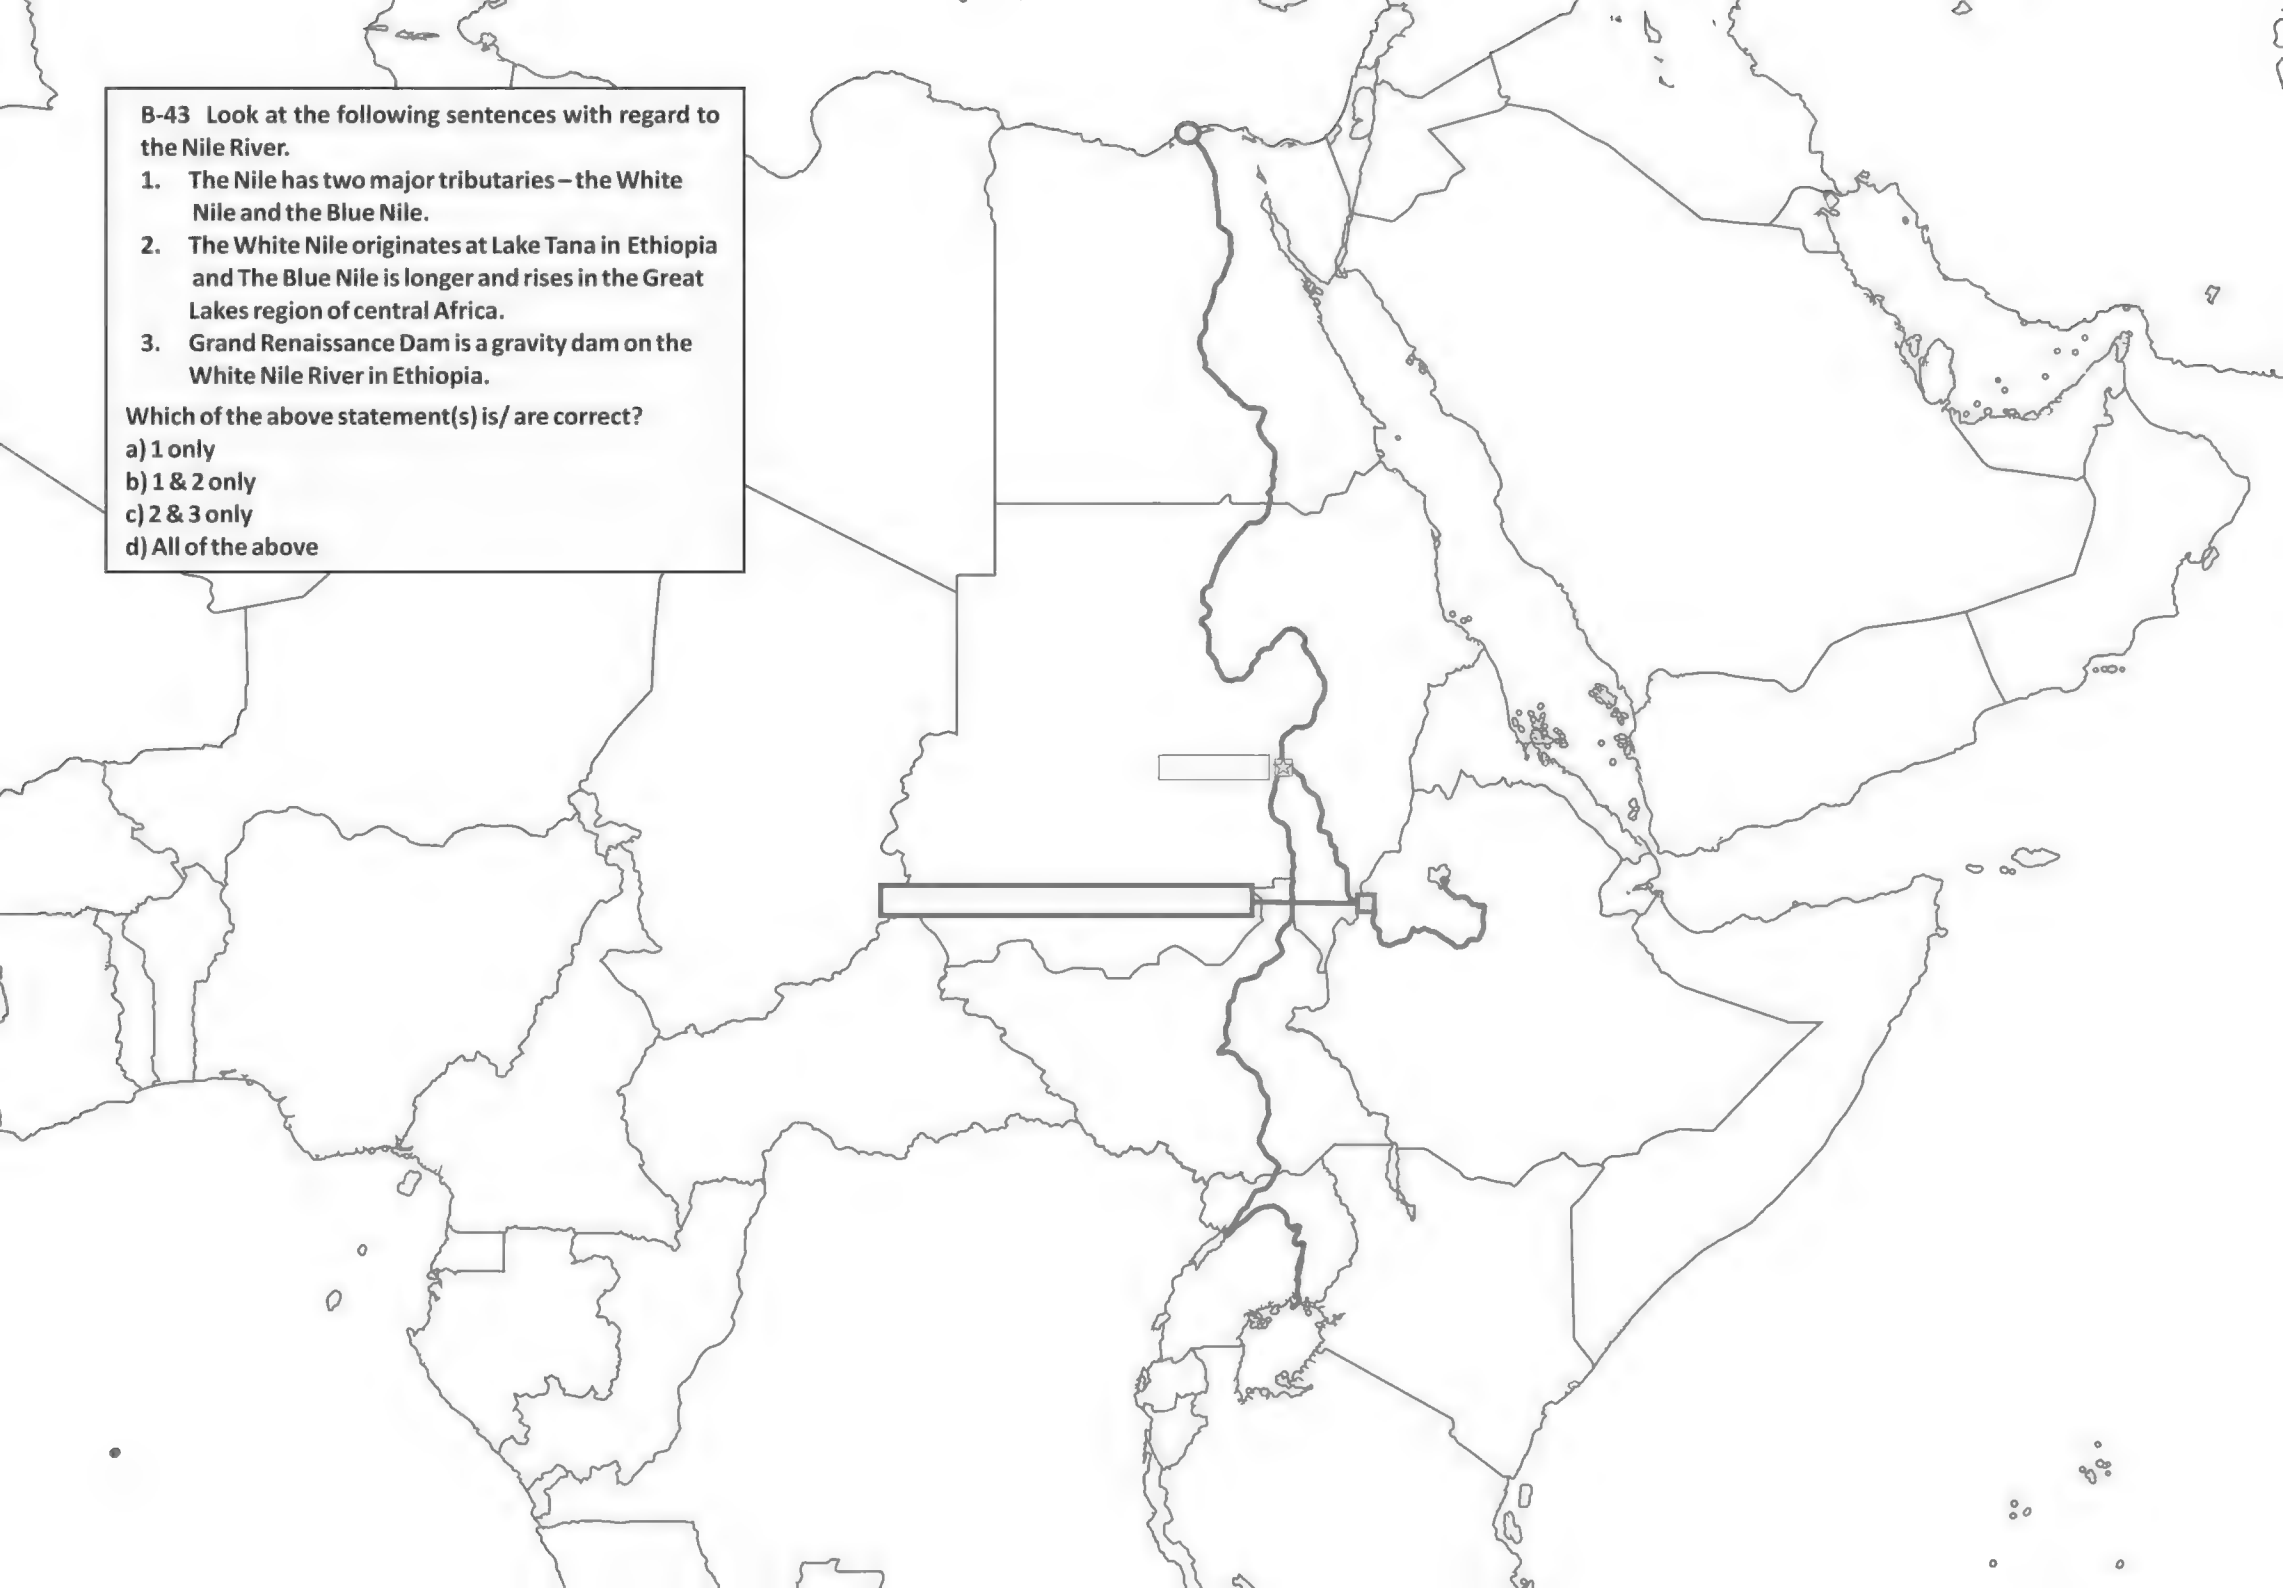 B-43 Look at the following sentences with regard to
the Nile River.
1. The Nile has two major tributaries – the White
Nile and the Blue Nile.
2. The White Nile originates at Lake Tana in Ethiopia
and The Blue Nile is longer and rises in the Great
Lakes region of central Africa.
3. Grand Renaissance Dam is a gravity dam on the
White Nile River in Ethiopia.
Which of the above statement(s) is/ are correct?
a) 1 only
b) 1 & 2 only
c) 2 & 3 only
d) All of the above